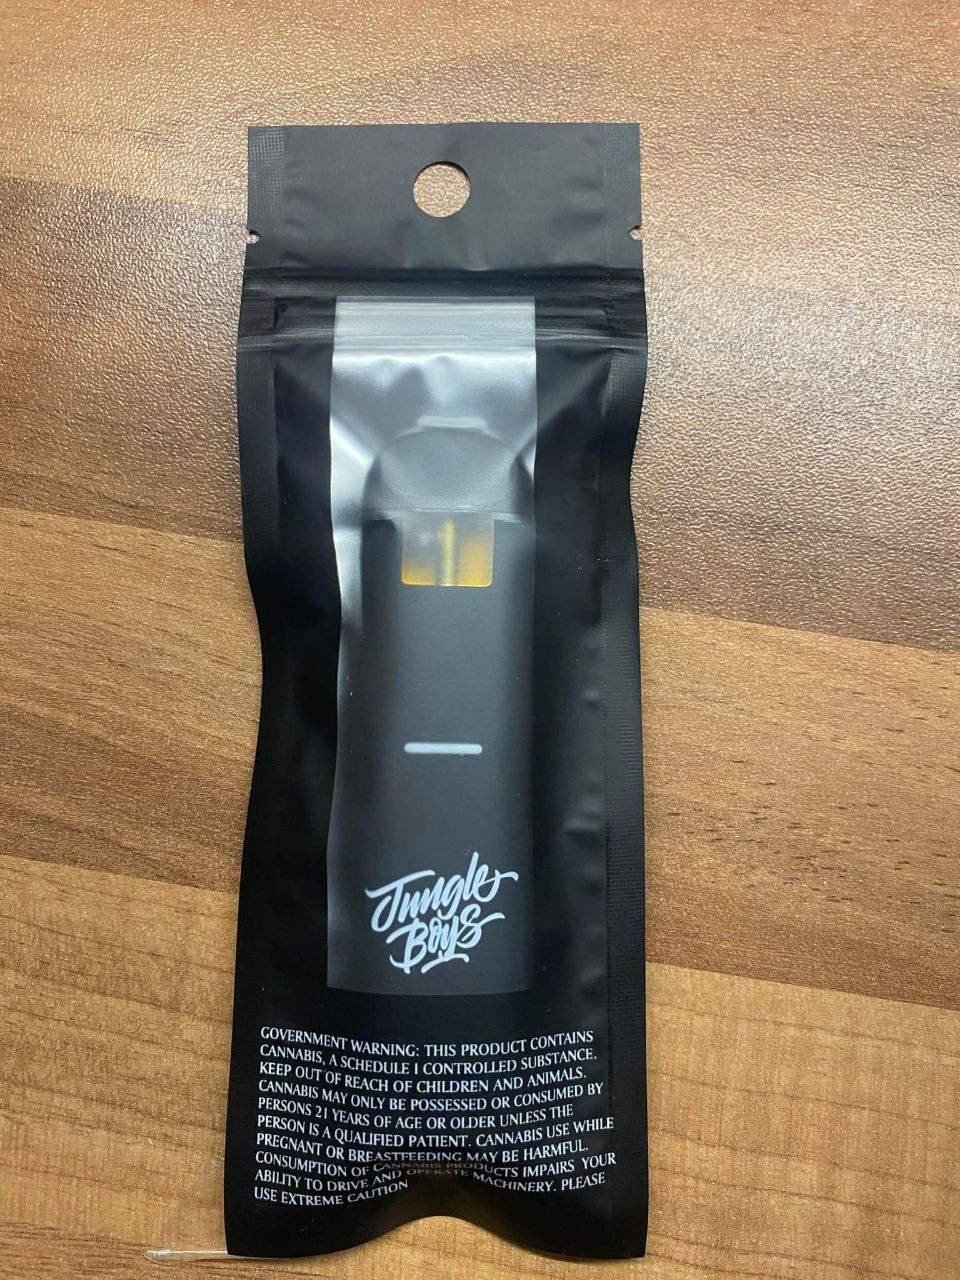 Jungle
Boys
GOVERNMENT WARNING: THIS PRODUCT CONTAINS
CANNABIS, A SCHEDULE I CONTROLLED SUBSTANCE.
KEEP OUT OF REACH OF CHILDREN AND ANIMALS.
CANNABIS MAY ONLY BE POSSESSED OR CONSUMED BY
PERSONS 21 YEARS OF AGE OR OLDER UNLESS THE
PERSON IS A QUALIFIED PATIENT. CANNABIS USE WHILE
PREGNANT OR BREASTFEEDING MAY BE HARMFUL.
CONSUMPTION OF CANNABIS PRODUCTS IMPAIRS YOUR
ABILITY TO DRIVE AND OPERATE MACHINERY. PLEASE
USE EXTREME CAUTION